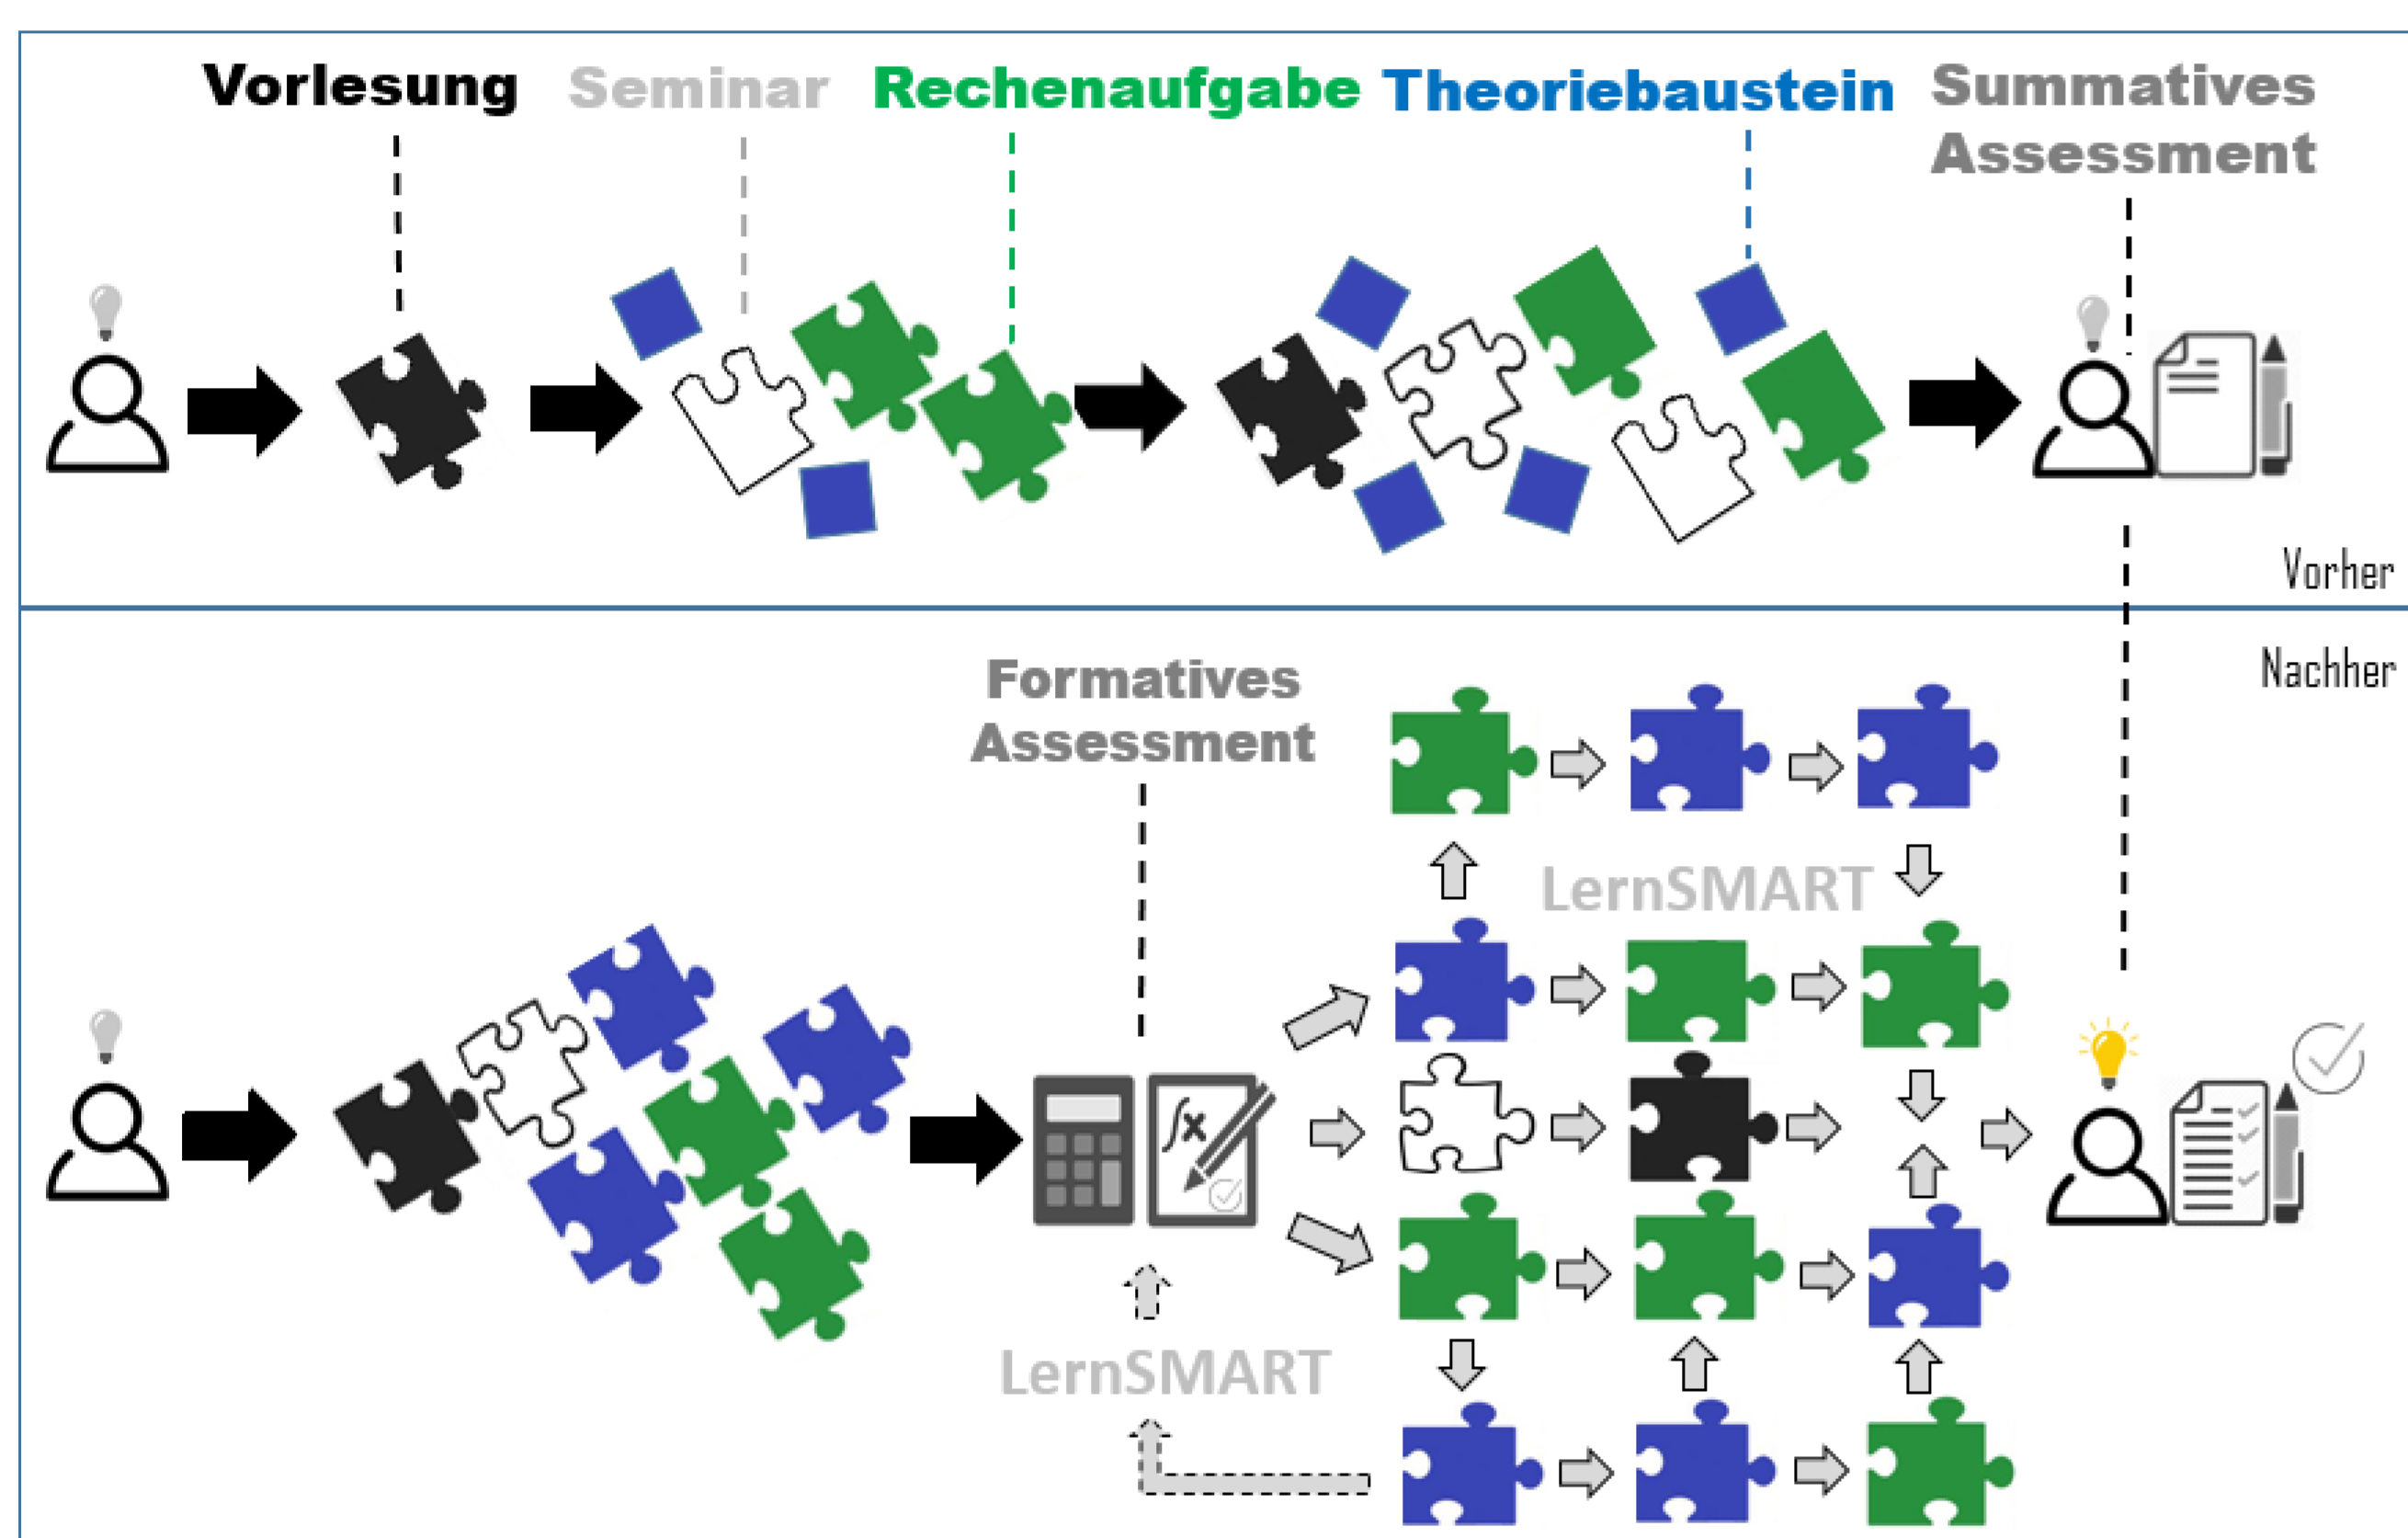 Vorlesung
Seminar
Rechenaufgabe
Theoriebaustein
Summatives
Assessment
Vorher
Nachher
Formatives
Assessment
LernSMART
∫x
LernSMART